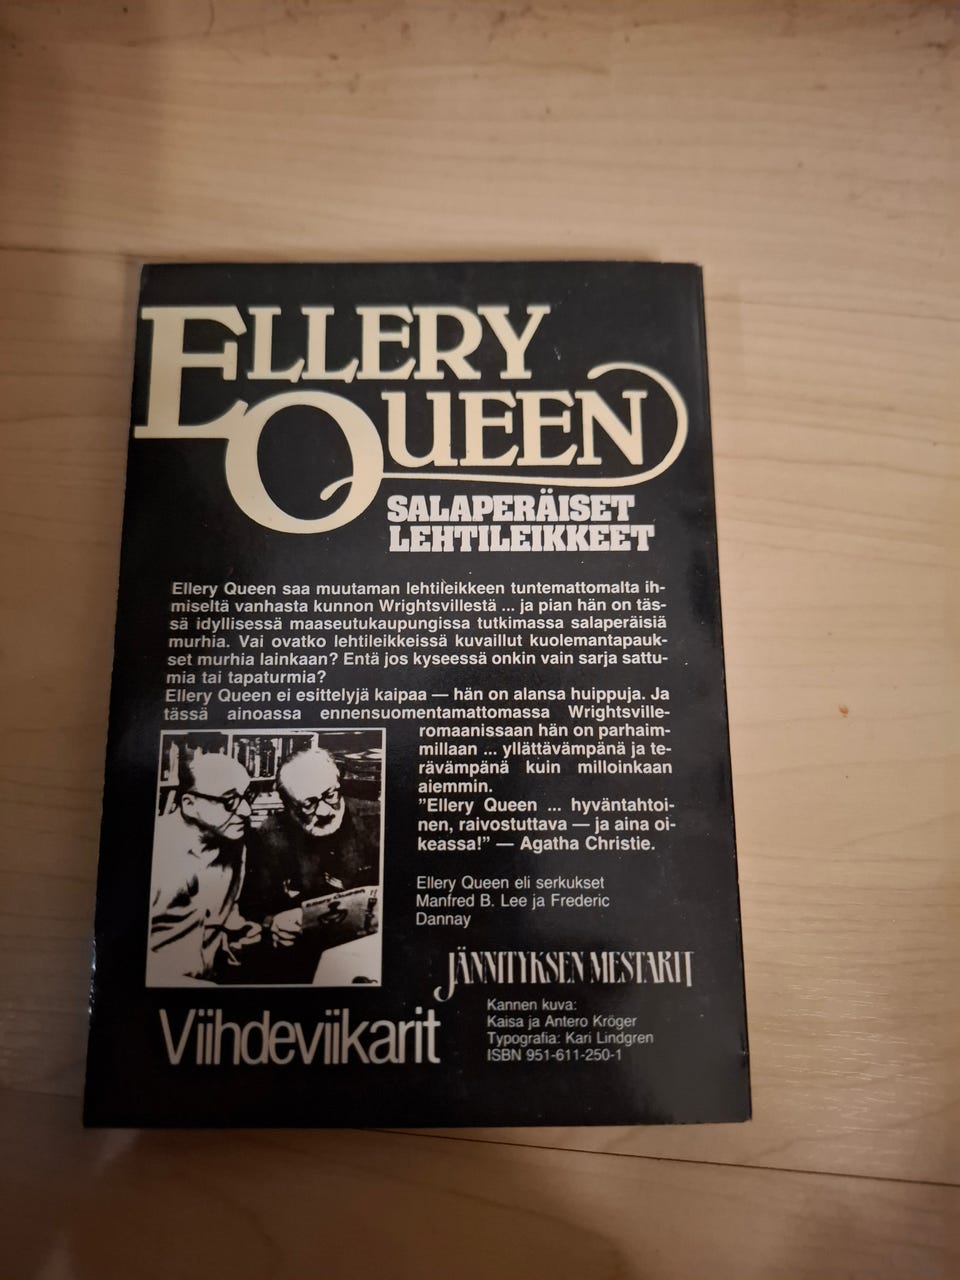 ELLERY
QUEEN
SALAPERÄISET
LEHTILEIKKEET
Ellery Queen saa muutaman lehtileikkeen tuntemattomalta ih-
miseltä vanhasta kunnon Wrightsvillestä ... ja pian hän on täs-
sä idyllisessä maaseutukaupungissa tutkimassa salaperäisiä
murhia. Vai ovatko lehtileikkeissä kuvaillut kuolemantapauk-
set murhia lainkaan? Entä jos kyseessä onkin vain sarja sattu-
mia tai tapaturmia?
Ellery Queen ei esittelyjä kaipaa — hän on alansa huippuja. Ja
tässä ainoassa ennensuomentamattomassa Wrightsville-
romaanissaan hän on parhaim-
millaan ... yllättävämpänä ja te-
rävämpänä kuin milloinkaan
aiemmin.
"Ellery Queen ... hyväntahtoi-
nen, raivostuttava — ja aina oi-
keassa!" — Agatha Christie.
Ellery Queen eli serkukset
Manfred B. Lee ja Frederic
Dannay
Ellery Queen
JÄNNITYKSEN MESTARIT
Viihdeviikarit
Kannen kuva:
Kaisa ja Antero Kröger
Typografia: Kari Lindgren
ISBN 951-611-250-1